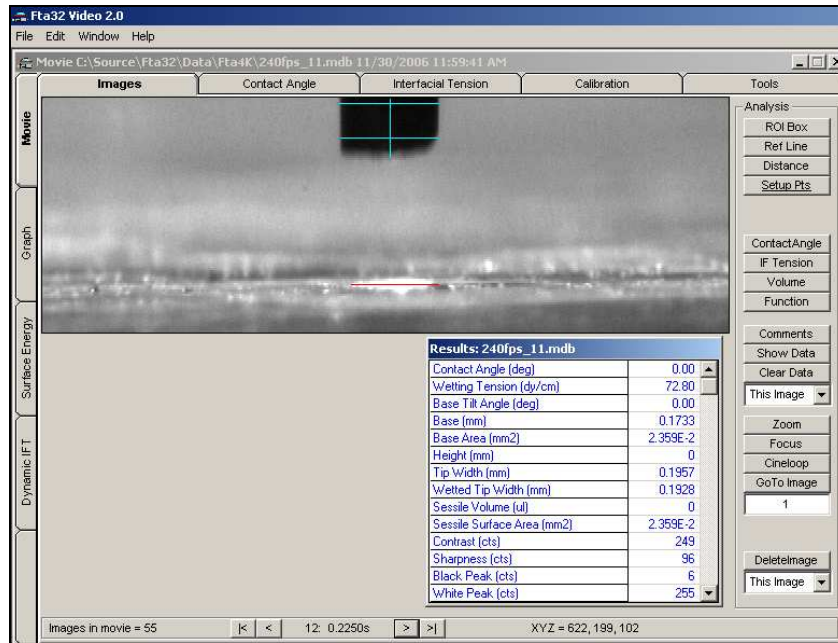 Fta32 Video 2.0
File Edit Window Help
Movie C:\Source\Fta32\Data\Fta4K\240fps_11.mdb 11/30/2006 11:59:41 AM
Images Contact Angle Interfacial Tension Calibration Tools
Movie
Graph
Surface Energy
Dynamic IFT
Analysis
ROI Box
Ref Line
Distance
Setup Pts
ContactAngle
IF Tension
Volume
Function
Comments
Show Data
Clear Data
This Image
Zoom
Focus
Cineloop
GoTo Image
1
DeleteImage
This Image
Results: 240fps_11.mdb
Contact Angle (deg) 0.00
Wetting Tension (dy/cm) 72.80
Base Tilt Angle (deg) 0.00
Base (mm) 0.1733
Base Area (mm2) 2.359E-2
Height (mm) 0
Tip Width (mm) 0.1957
Wetted Tip Width (mm) 0.1928
Sessile Volume (ul) 0
Sessile Surface Area (mm2) 2.359E-2
Contrast (cts) 249
Sharpness (cts) 96
Black Peak (cts) 6
White Peak (cts) 255
Images in movie = 55 |< < 12: 0.2250s > >| XYZ = 622, 199, 102